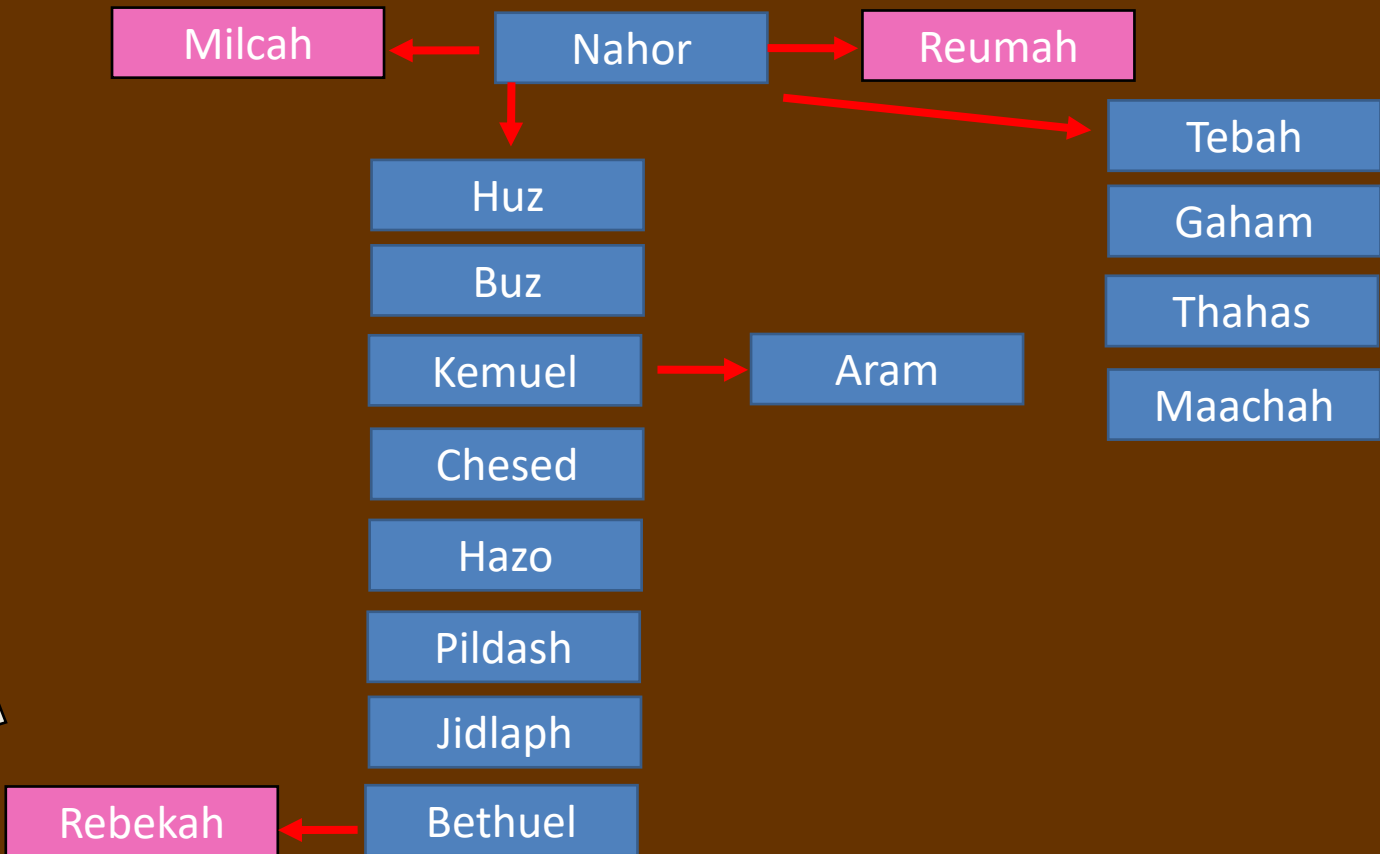 Milcah
Nahor
Reumah
Tebah
Huz
Gaham
Buz
Thahas
Kemuel
Aram
Maachah
Chesed
Hazo
Pildash
Jidlaph
Rebekah
Bethuel